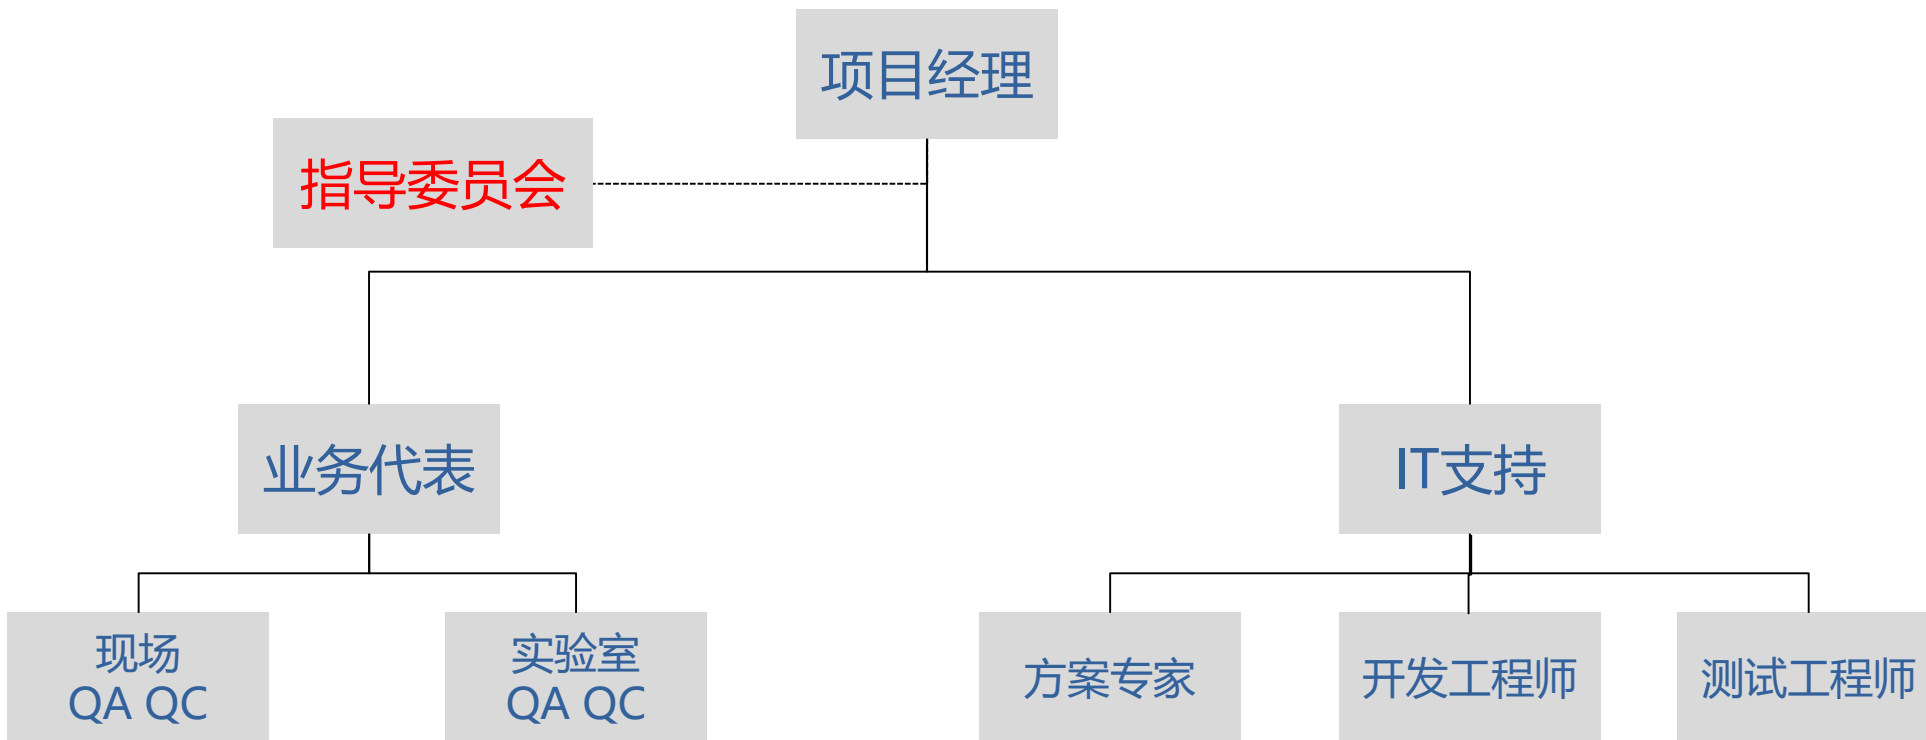 项目经理
指导委员会
业务代表
IT支持
现场
QA QC
实验室
QA QC
方案专家
开发工程师
测试工程师